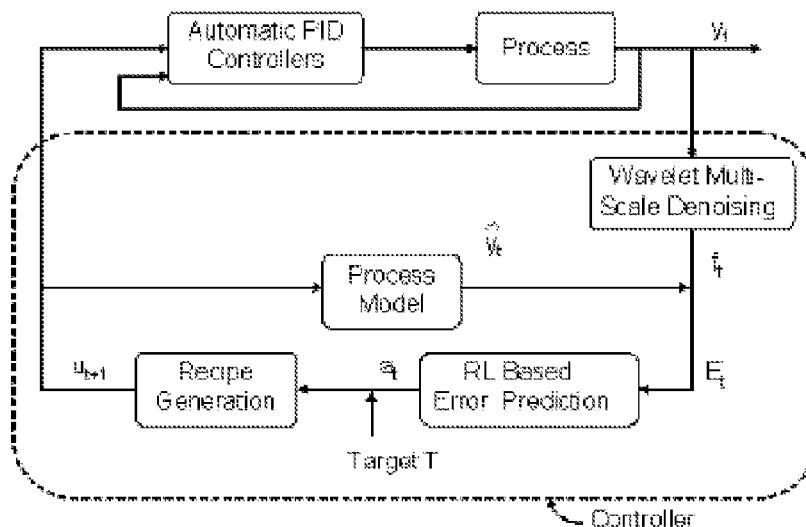 Automatic PID
Controllers
Process
y_t
Wavelet Multi-
Scale Denoising
ŷ_t
f_t
Process
Model
u_{t+1}
Recipe
Generation
a_t
RL Based
Error Prediction
E_t
Target T
Controller